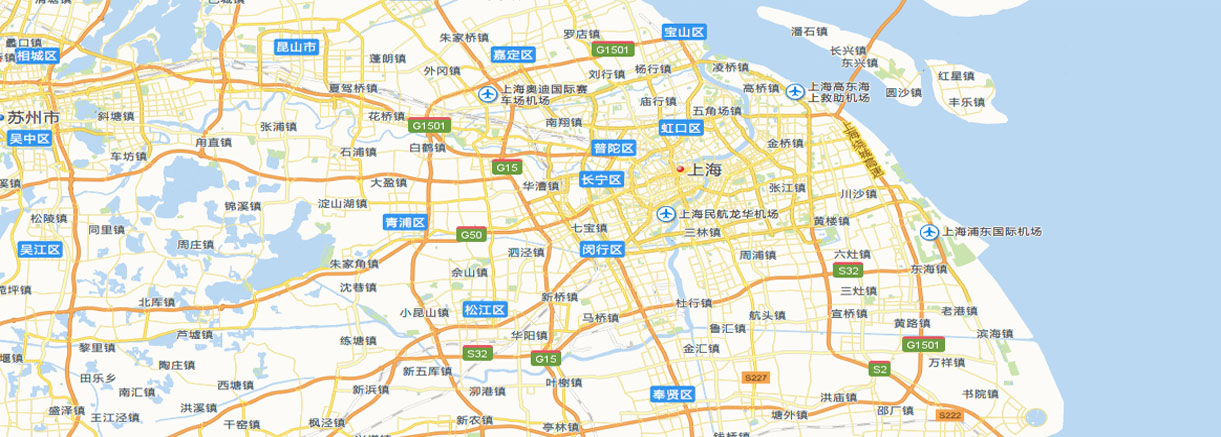 巴城镇
潘石镇
朱家桥镇
罗店镇
宝山区
蠡口镇
昆山市
嘉定区
G1501
长兴镇
相城区
蓬朗镇
东兴镇
外冈镇
刘行镇
杨行镇
凌桥镇
红星镇
夏驾桥镇
上海奥迪国际赛
车场机场
高桥镇
上海高东海
上救助机场
圆沙镇
丰乐镇
庙行镇
五角场镇
苏州市
斜塘镇
花桥镇
G1501
南翔镇
虹口区
上海绕城高速
张浦镇
吴中区
甪直镇
石浦镇
白鹤镇
普陀区
金桥镇
车坊镇
G15
上海
大盈镇
华漕镇
长宁区
张江镇
川沙镇
锦溪镇
淀山湖镇
松陵镇
同里镇
青浦区
七宝镇
上海民航龙华机场
黄楼镇
G50
三林镇
上海浦东国际机场
吴江区
周庄镇
泗泾镇
闵行区
周浦镇
六灶镇
朱家角镇
佘山镇
S32
东海镇
沈巷镇
三灶镇
北库镇
新桥镇
杜行镇
小昆山镇
松江区
马桥镇
航头镇
宣桥镇
老港镇
芦墟镇
华阳镇
鲁汇镇
黄路镇
滨海镇
黎里镇
练塘镇
S32
G15
金汇镇
G1501
陶庄镇
万祥镇
田乐乡
新五库镇
S2
西塘镇
叶榭镇
S227
南汇镇
新浜镇
泖港镇
奉贤区
洪庙镇
书院镇
盛泽镇
王江泾镇
洪溪镇
枫泾镇
新农镇
塘外镇
邵厂镇
S222
干窑镇
亭林镇
钱桥镇